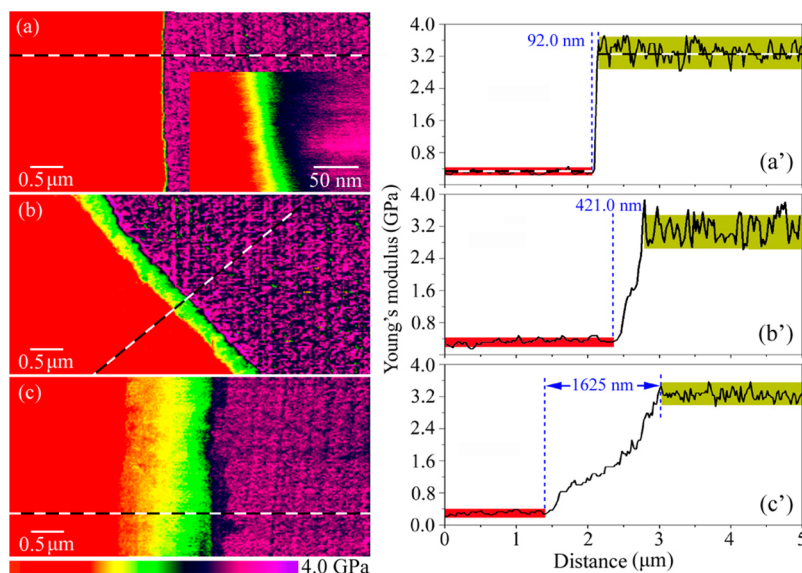 (a)
0.5 µm
50 nm
(b)
0.5 µm
(c)
0.5 µm
4.0 GPa
Young's modulus (GPa)
4.0
3.2
2.4
1.6
0.8
92.0 nm
(a')
4.0
3.2
2.4
1.6
0.8
421.0 nm
(b')
4.0
3.2
2.4
1.6
0.8
0.0
1625 nm
(c')
0 1 2 3 4 5
Distance (µm)